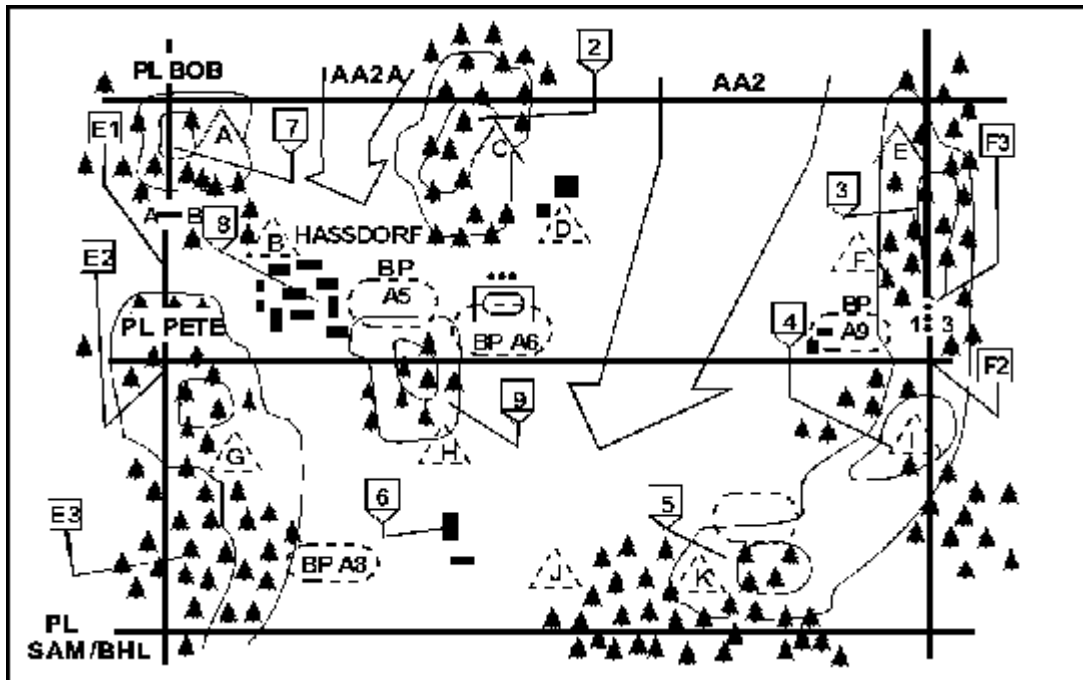 2
PL BOB
AA2A
AA2
E1
A
7
C
E
F3
3
A B
8
B
HASSDORF
D
F
E2
BP
A5
BP
PL PETE
BP A6
4
A9
1 3
F2
9
G
H
I
6
5
E3
BP A8
J
K
PL
SAM/BHL